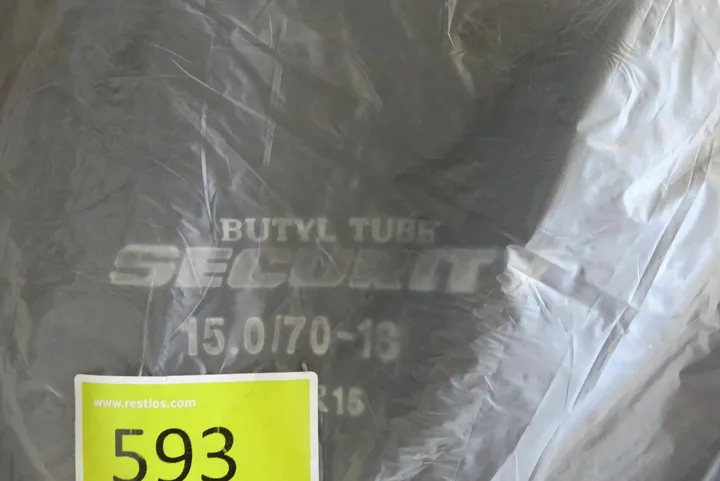 BUTYL TUBE
SECURIT
15.0/70-18
www.restlos.com
593